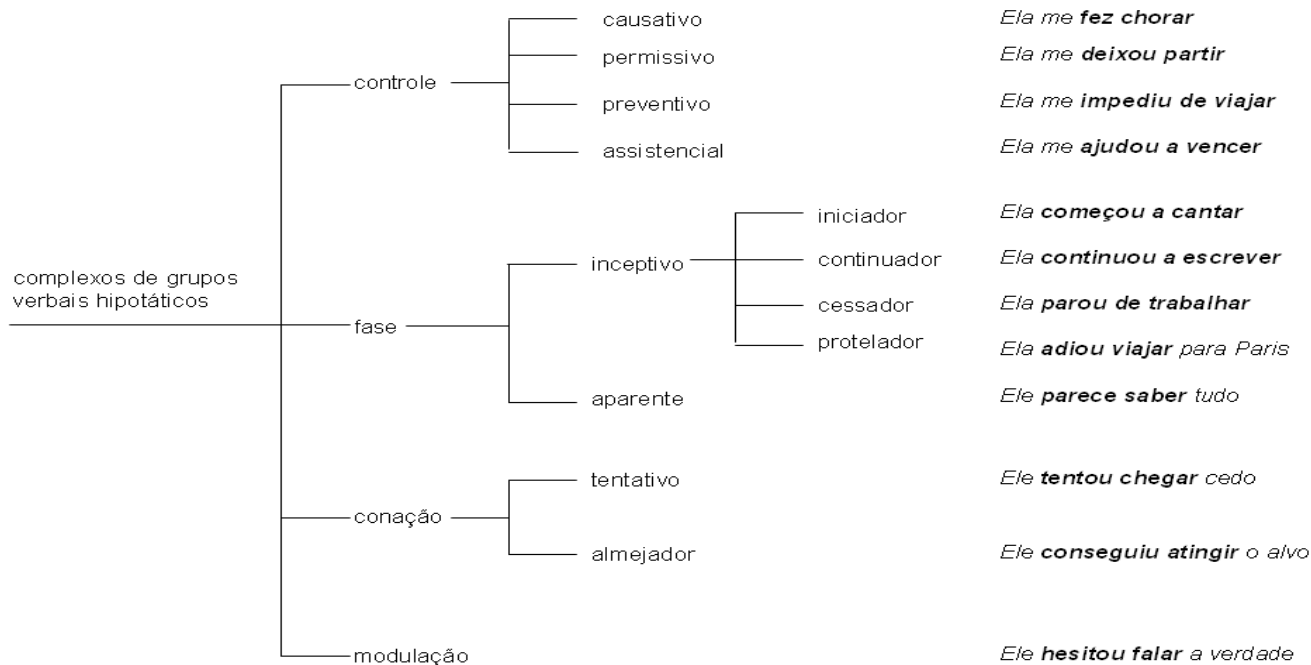 causativo Ela me fez chorar
permissivo Ela me deixou partir
controle
preventivo Ela me impediu de viajar
assistencial Ela me ajudou a vencer
iniciador Ela começou a cantar
inceptivo continuador Ela continuou a escrever
complexos de grupos
verbais hipotáticos
cessador Ela parou de trabalhar
fase
protelador Ela adiou viajar para Paris
aparente Ele parece saber tudo
tentativo Ele tentou chegar cedo
conação
almejador Ele conseguiu atingir o alvo
modulação Ele hesitou falar a verdade